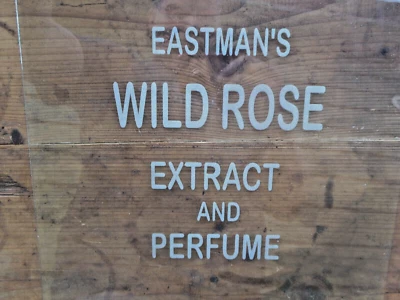 EASTMAN'S
WILD ROSE
EXTRACT
AND
PERFUME